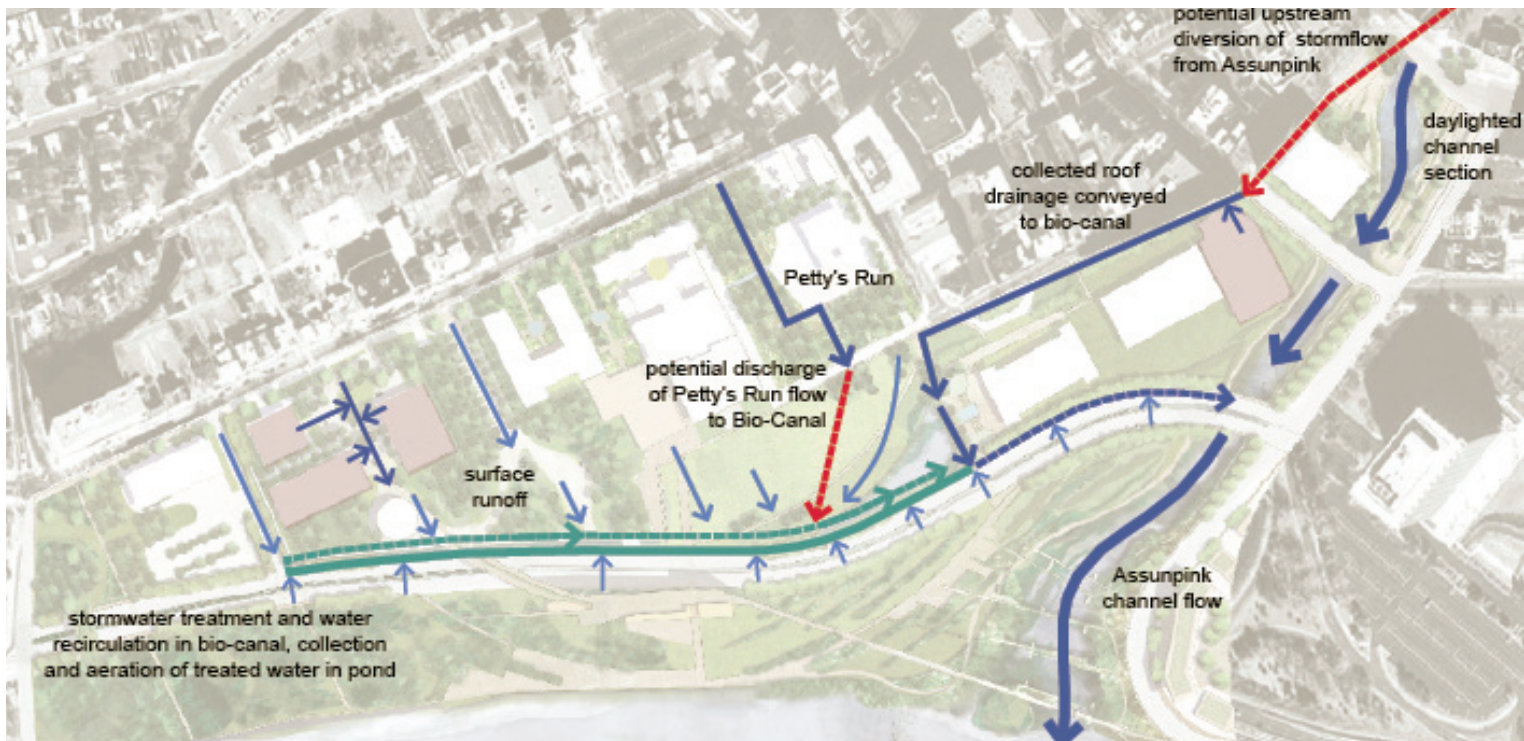 potential upstream
diversion of stormflow
from Assunpink
daylighted
channel
section
collected roof
drainage conveyed
to bio-canal
Petty's Run
potential discharge
of Petty's Run flow
to Bio-Canal
surface
runoff
Assunpink
channel flow
stormwater treatment and water
recirculation in bio-canal, collection
and aeration of treated water in pond